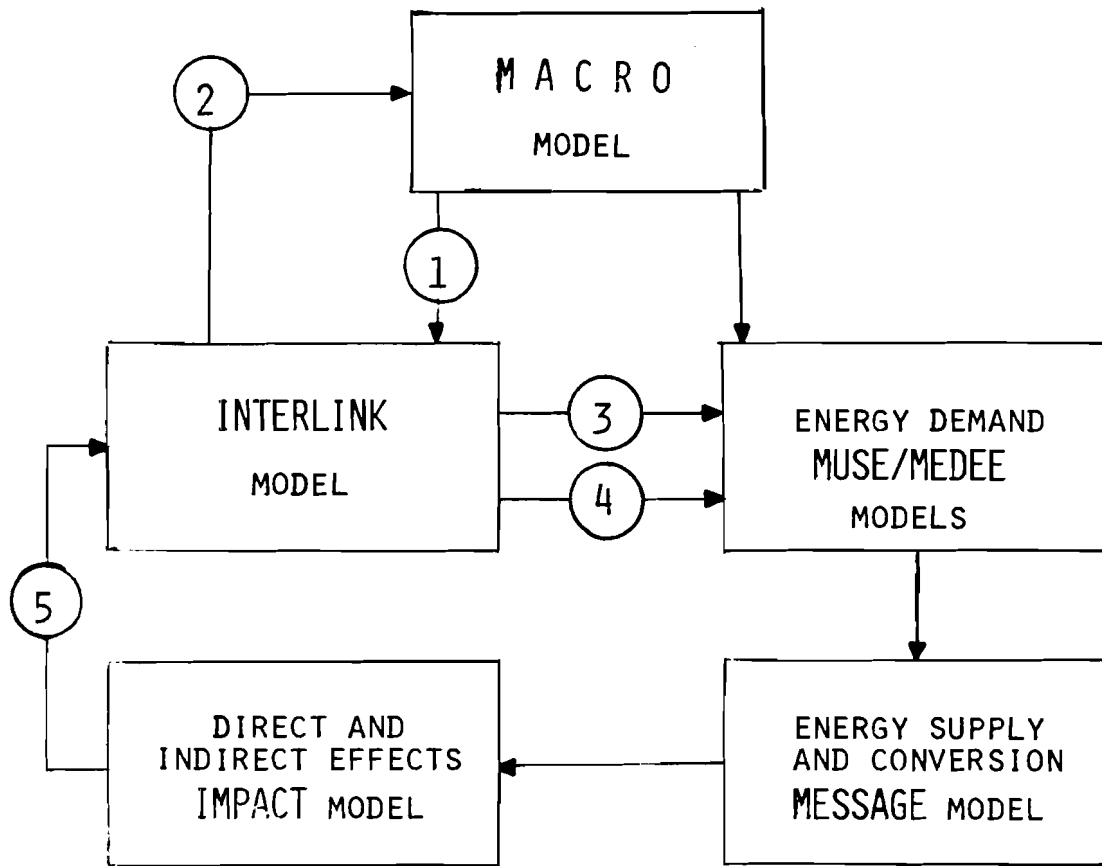 M A C R O
MODEL
2
1
INTERLINK
MODEL
3
4
ENERGY DEMAND
MUSE/MEDEE
MODELS
5
DIRECT AND
INDIRECT EFFECTS
IMPACT MODEL
ENERGY SUPPLY
AND CONVERSION
MESSAGE MODEL